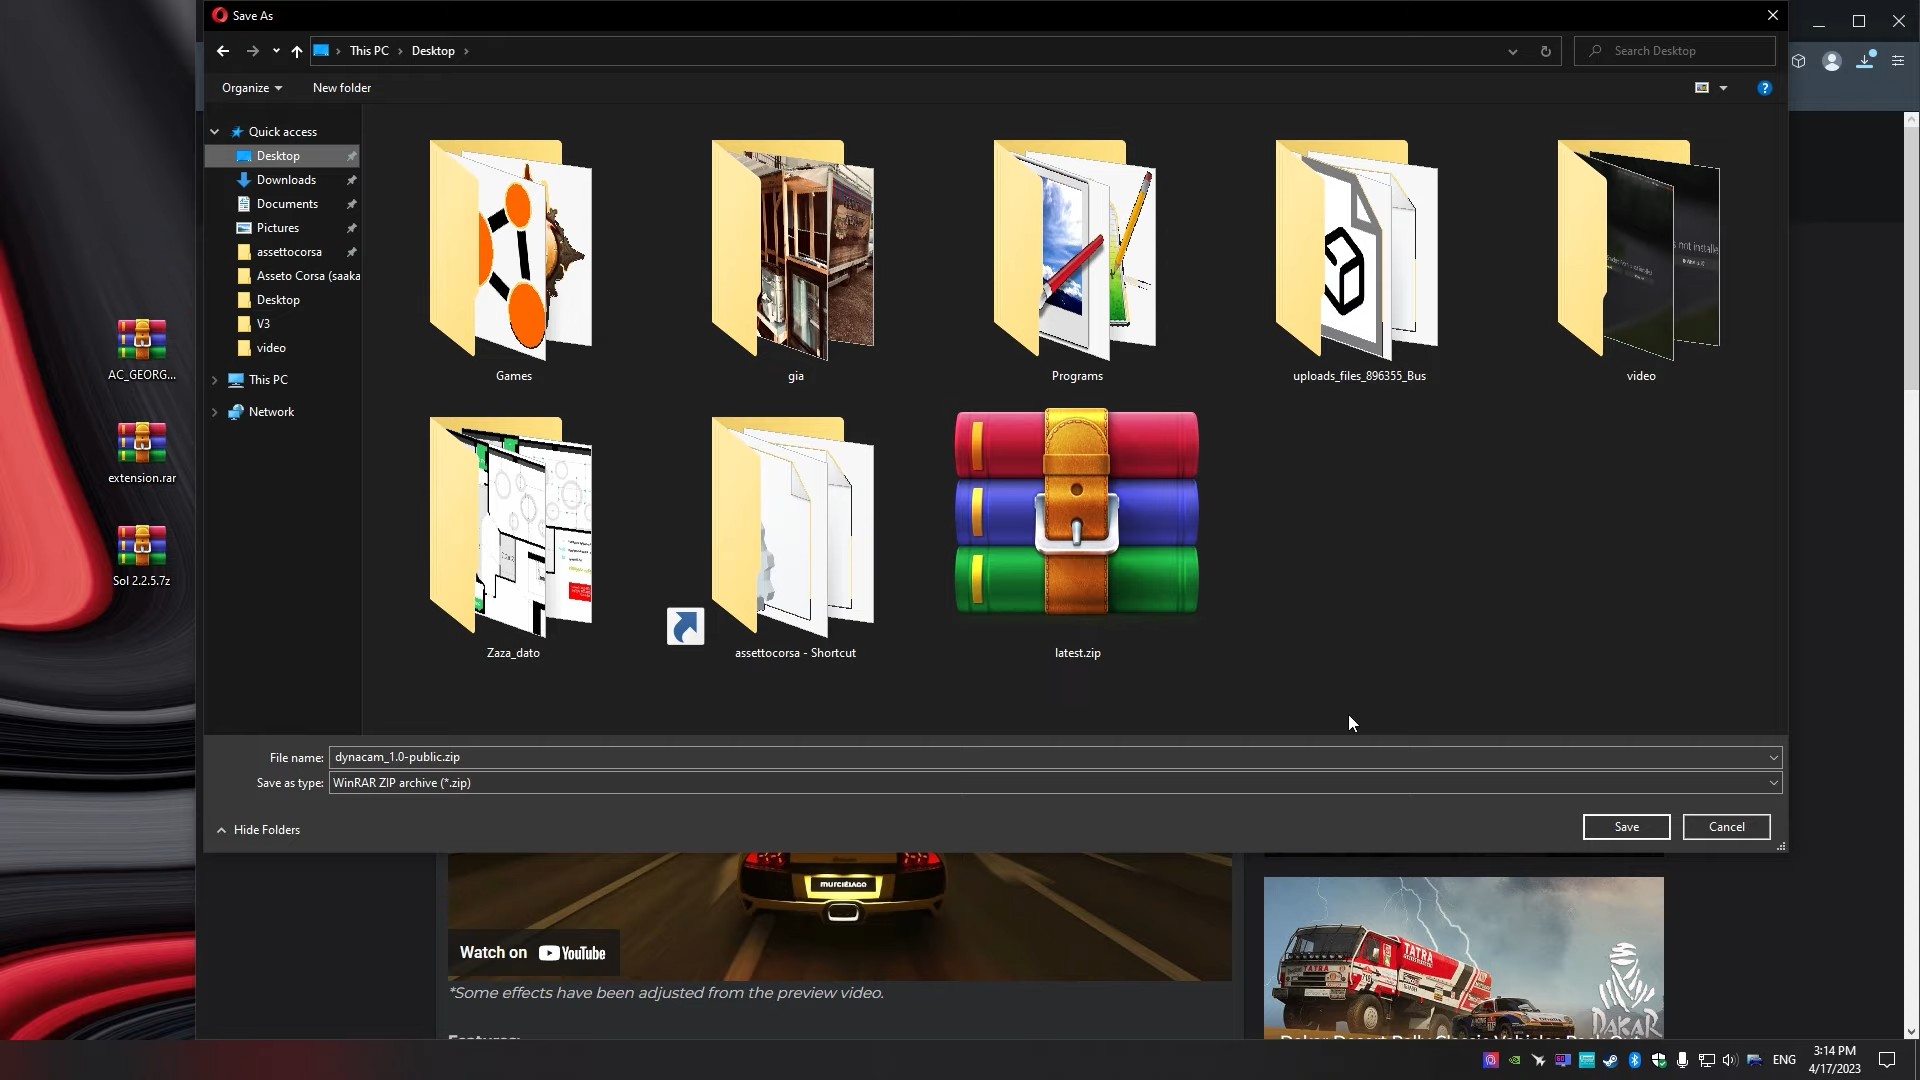 Save As
This PC
Desktop
Search Desktop
Organize
New folder
Quick access
Desktop
Downloads
Documents
Pictures
assettocorsa
Asseto Corsa (saaka
Desktop
V3
video
This PC
Network
Games
gia
Programs
uploads_files_896355_Bus
video
Zaza_dato
assettocorsa - Shortcut
latest.zip
AC_GEORG...
extension.rar
Sol 2.2.5.7z
File name:
dynacam_1.0-public.zip
Save as type:
WinRAR ZIP archive (*.zip)
Hide Folders
Save
Cancel
MURCIÉLAGO
Watch on YouTube
*Some effects have been adjusted from the preview video.
TATRA
TATRA
DAKAR
ENG
3:14 PM
4/17/2023